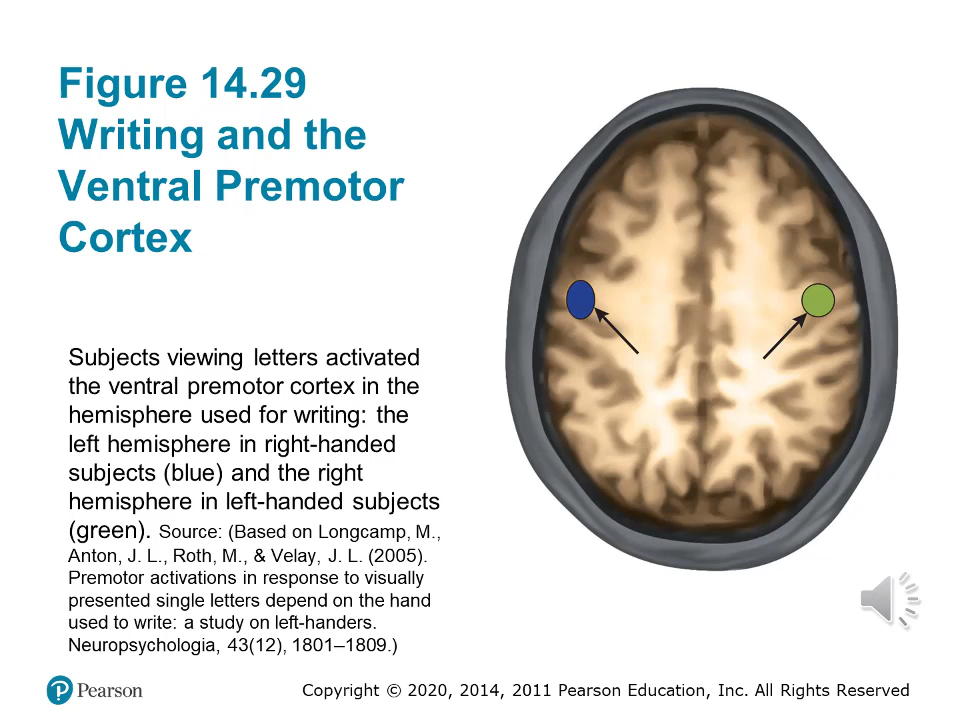 Figure 14.29
Writing and the
Ventral Premotor
Cortex
Subjects viewing letters activated
the ventral premotor cortex in the
hemisphere used for writing: the
left hemisphere in right-handed
subjects (blue) and the right
hemisphere in left-handed subjects
(green). Source: (Based on Longcamp, M.,
Anton, J. L., Roth, M., & Velay, J. L. (2005).
Premotor activations in response to visually
presented single letters depend on the hand
used to write: a study on left-handers.
Neuropsychologia, 43(12), 1801–1809.)
P Pearson
Copyright © 2020, 2014, 2011 Pearson Education, Inc. All Rights Reserved